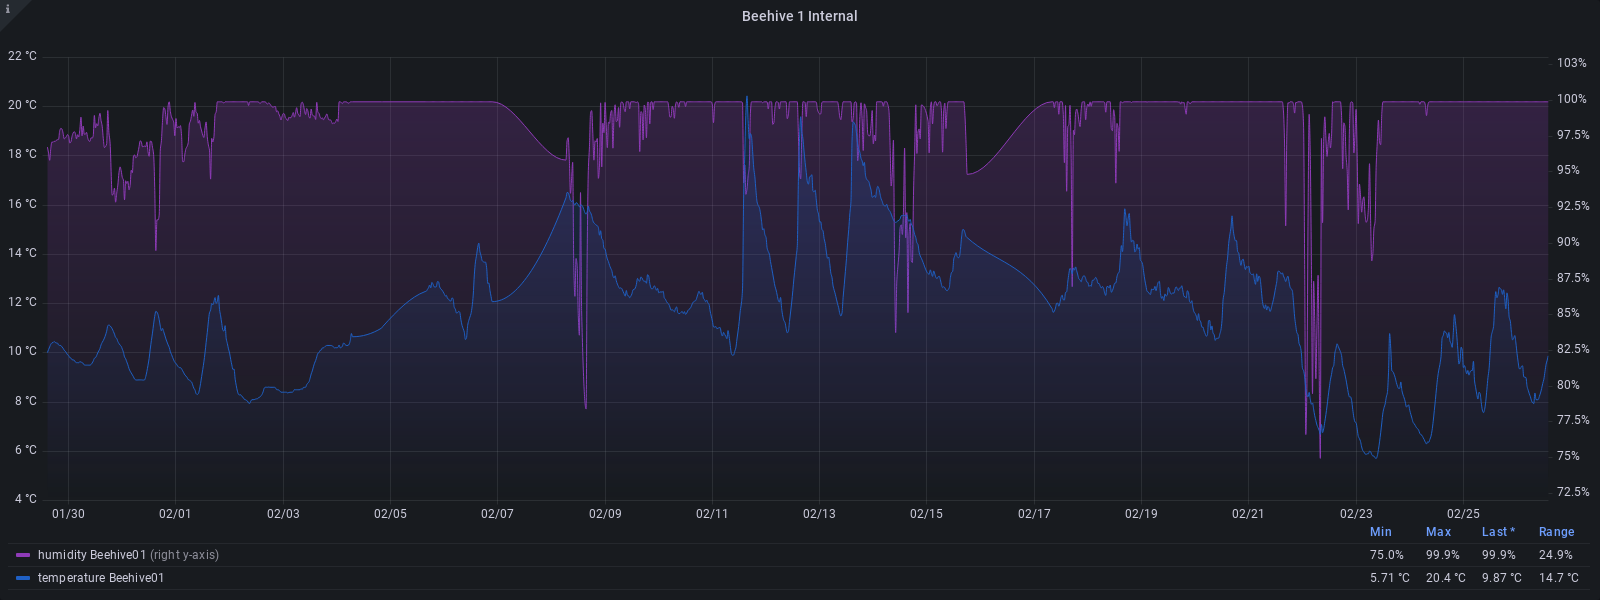 i
Beehive 1 Internal
22 °C
20 °C
18 °C
16 °C
14 °C
12 °C
10 °C
8 °C
6 °C
4 °C
103%
100%
97.5%
95%
92.5%
90%
87.5%
85%
82.5%
80%
77.5%
75%
72.5%
01/30 02/01 02/03 02/05 02/07 02/09 02/11 02/13 02/15 02/17 02/19 02/21 02/23 02/25
Min Max Last * Range
humidity Beehive01 (right y-axis) 75.0% 99.9% 99.9% 24.9%
temperature Beehive01 5.71 °C 20.4 °C 9.87 °C 14.7 °C